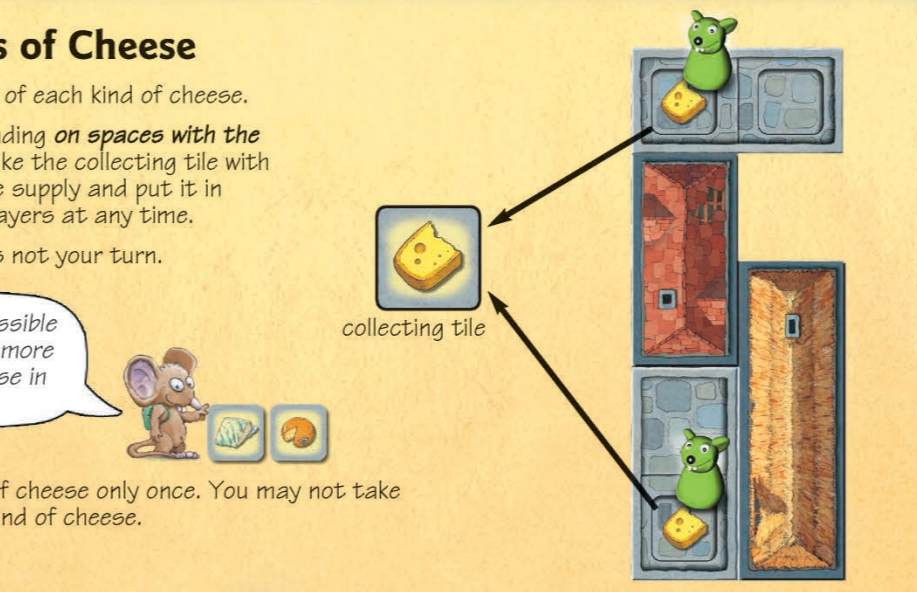 s of Cheese
of each kind of cheese.
ding on spaces with the
ke the collecting tile with
e supply and put it in
ayers at any time.
s not your turn.
ssible
more
se in
collecting tile
f cheese only once. You may not take
nd of cheese.